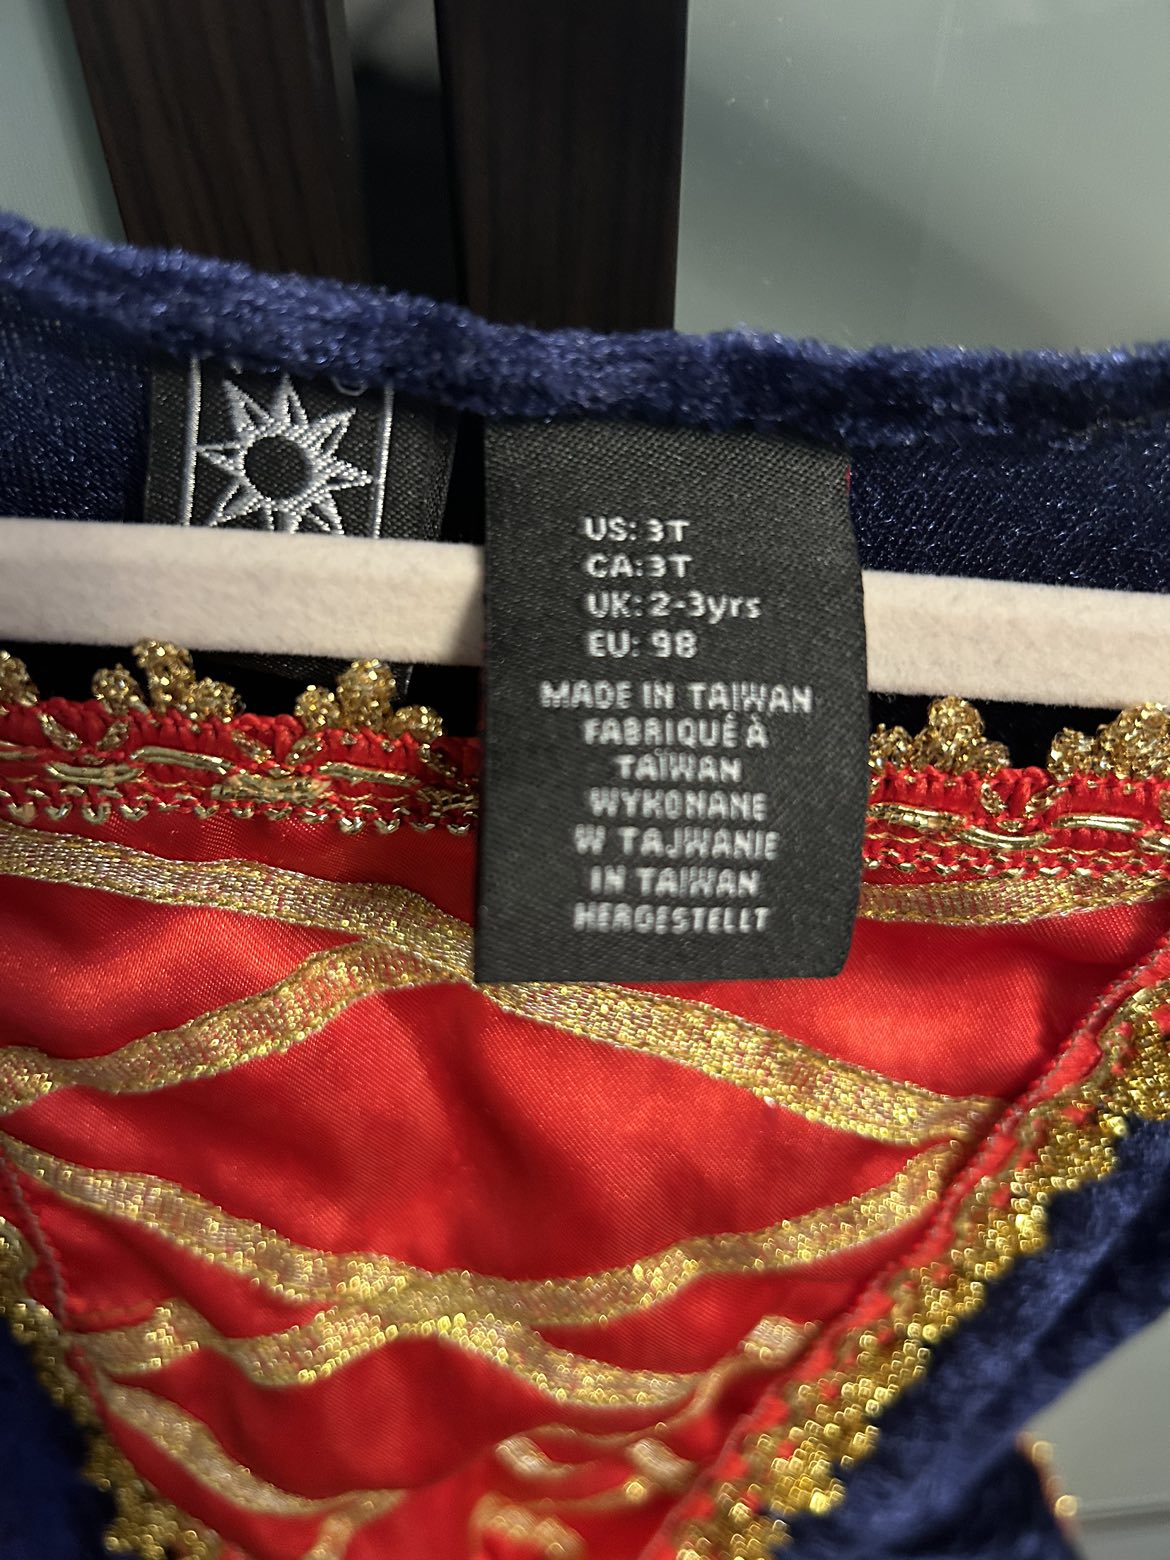 US: 3T
CA: 3T
UK: 2-3yrs
EU: 98
MADE IN TAIWAN
FABRIQUÉ À
TAÏWAN
WYKONANE
W TAJWANIE
IN TAIWAN
HERGESTELLT